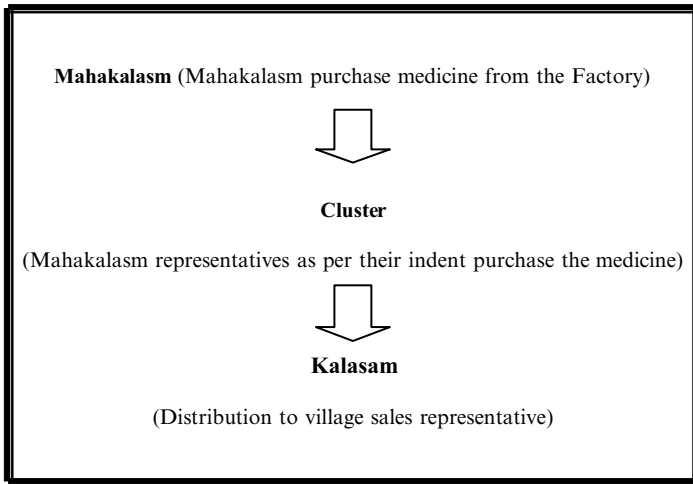 Mahakalasm (Mahakalasm purchase medicine from the Factory)
Cluster
(Mahakalasm representatives as per their indent purchase the medicine)
Kalasam
(Distribution to village sales representative)